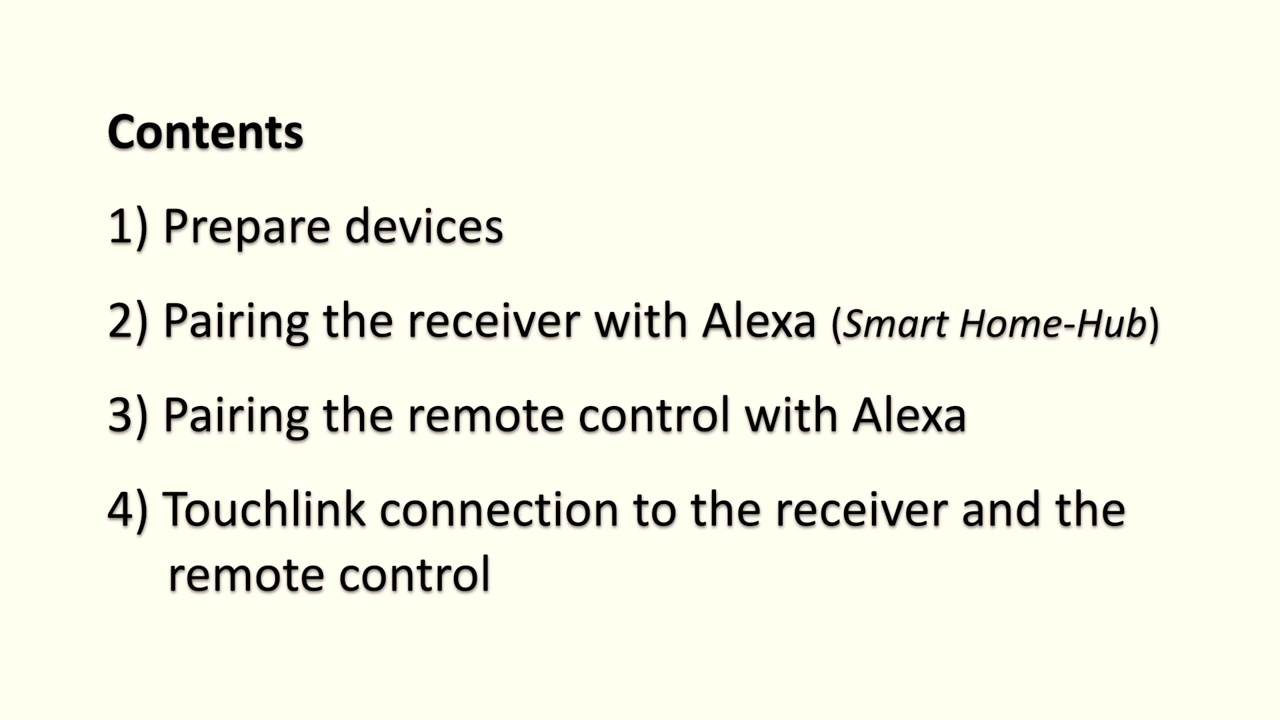 Contents
1) Prepare devices
2) Pairing the receiver with Alexa (Smart Home-Hub)
3) Pairing the remote control with Alexa
4) Touchlink connection to the receiver and the
remote control